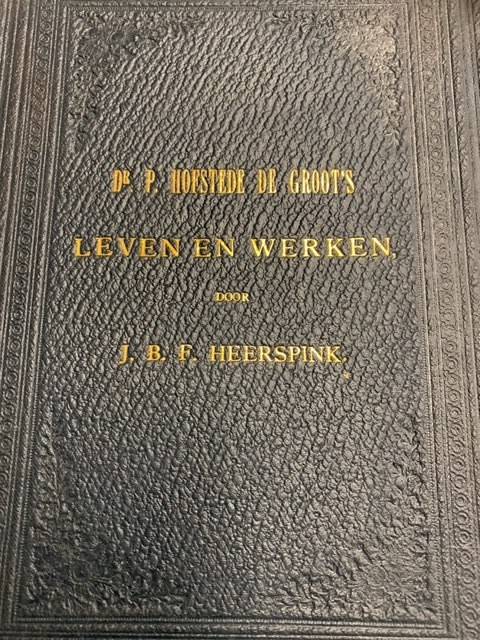 DR P. HOFSTEDE DE GROOT'S
LEVEN EN WERKEN,
DOOR
J. B. F. HEERSPINK.